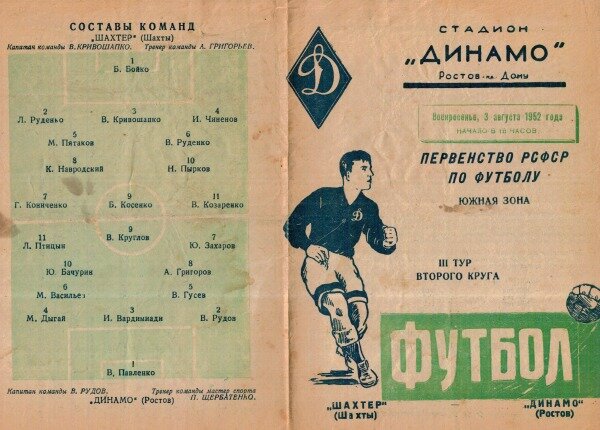 СОСТАВЫ КОМАНД
„ШАХТЕР" (Шахты)
Капитан команды В. КРИВОШАПКО. Тренер команды А. ГРИГОРЬЕВ.
1
Б. Бойко
2 3 4
Л. Руденко В. Кривошапко И. Чиненов
5 6
М. Пятаков В. Руденко
8 10
К. Навродский Н. Пырков
7 9 11
Г. Кониченко Б. Косенко В. Козаренко
11 9 7
Л. Птицын В. Круглов Ю. Захаров
10 8
Ю. Бачурин А. Григоров
6 5
М. Васильев В. Гусев
4 3 2
М. Дыгай И. Вардимиади В. Рудов
1
В. Павленко
Капитан команды В. РУДОВ. Тренер команды мастер спорта
П. ЩЕРБАТЕНКО.
„ДИНАМО" (Ростов)
Д
СТАДИОН
„ДИНАМО"
Ростов-на-Дону
Воскресенье, 3 августа 1952 года
НАЧАЛО В 18 ЧАСОВ
ПЕРВЕНСТВО РСФСР
ПО ФУТБОЛУ
ЮЖНАЯ ЗОНА
Д
III ТУР
ВТОРОГО КРУГА
ФУТБОЛ
„ШАХТЕР" „ДИНАМО"
(Шахты) (Ростов)